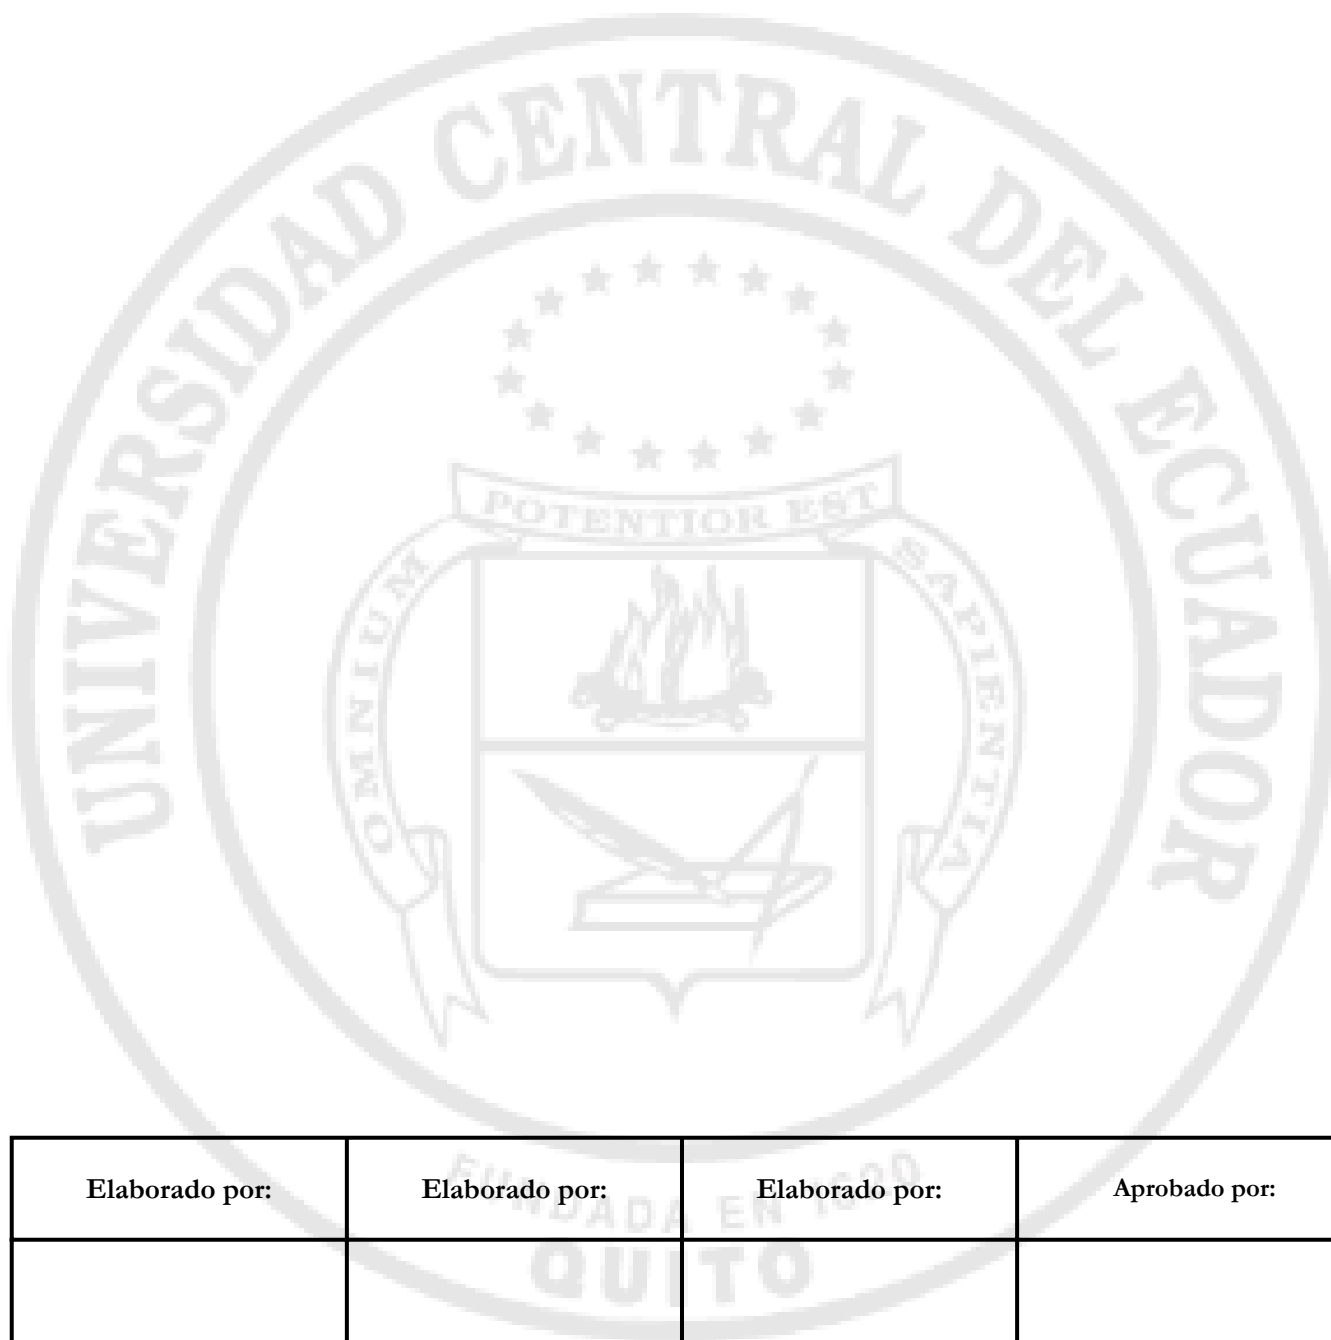 UNIVERSIDAD CENTRAL DEL ECUADOR
POTENTIOR EST
OMNIUM
SAPIENTIA
Elaborado por: Elaborado por: Elaborado por: Aprobado por:
FUNDADA EN
QUITO